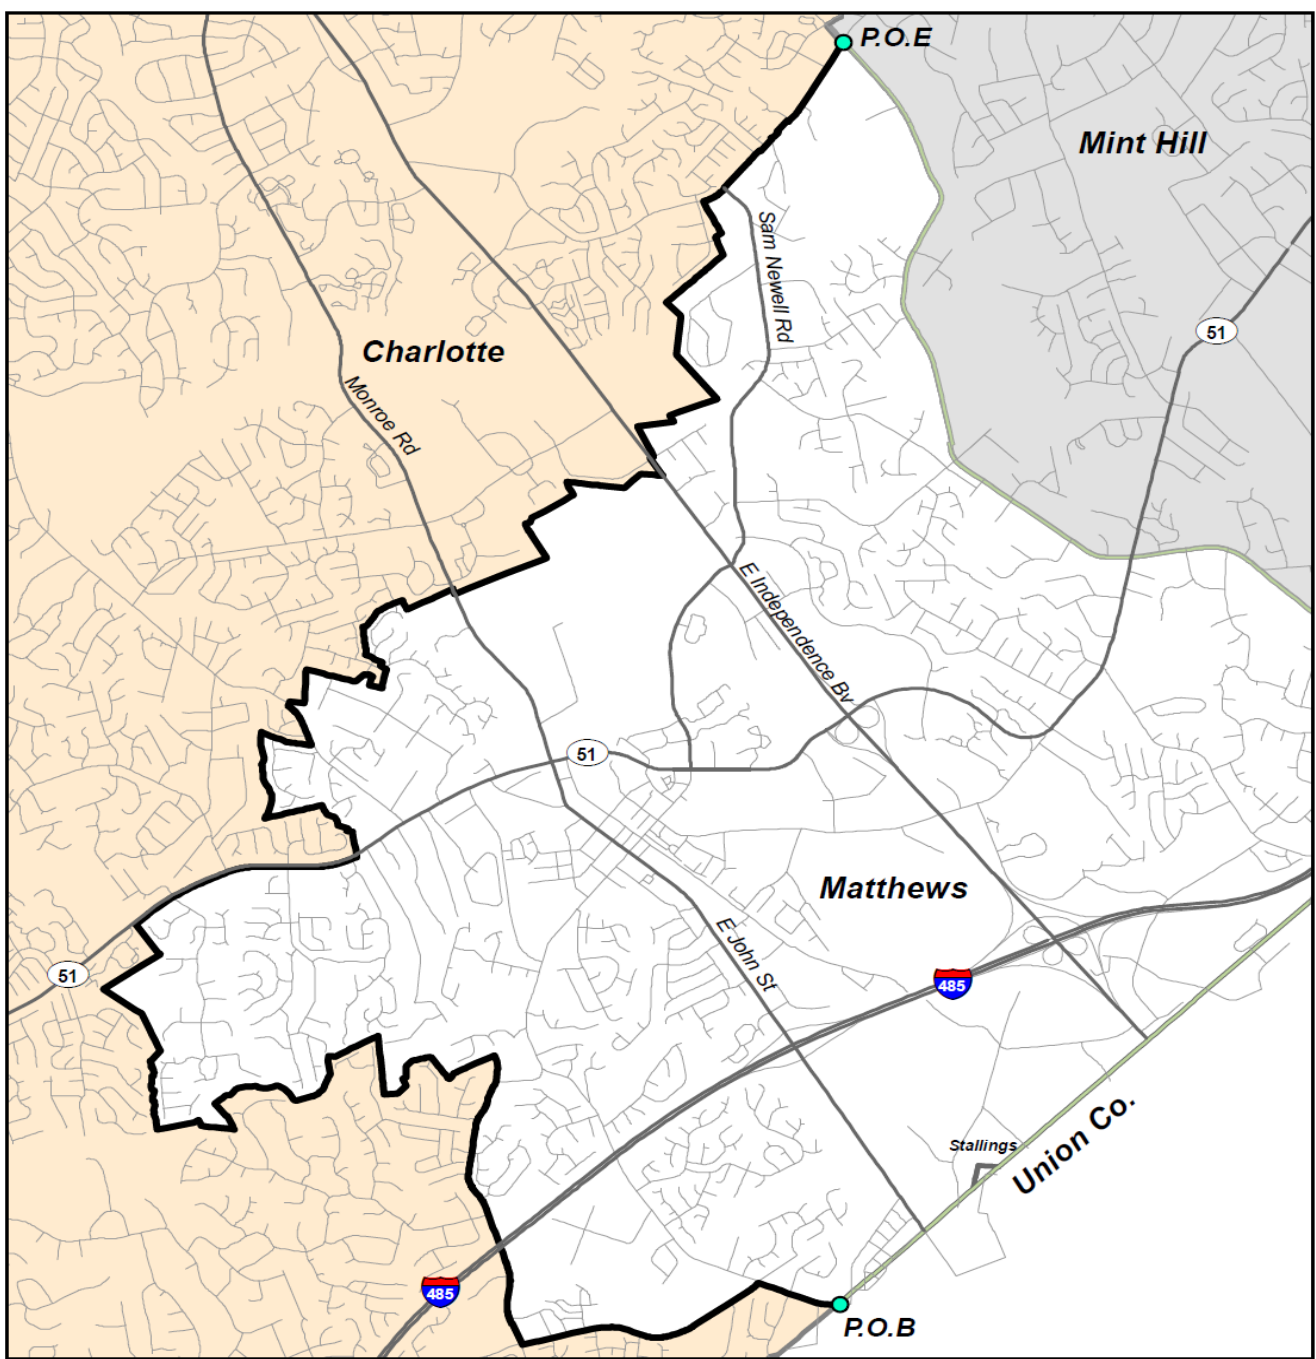 P.O.E
Mint Hill
Sam Newell Rd
51
Charlotte
Monroe Rd
E Independence Bv
51
Matthews
E John St
51
485
Union Co.
Stallings
485
P.O.B